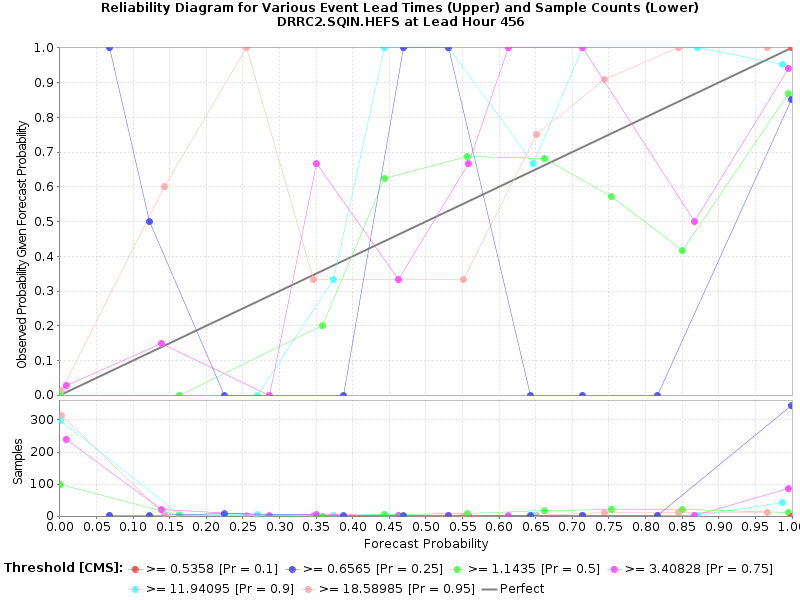 Reliability Diagram for Various Event Lead Times (Upper) and Sample Counts (Lower)
DRRC2.SQIN.HEFS at Lead Hour 456
Observed Probability Given Forecast Probability
1.0
0.9
0.8
0.7
0.6
0.5
0.4
0.3
0.2
0.1
0.0
Samples
300
200
100
0
0.00 0.05 0.10 0.15 0.20 0.25 0.30 0.35 0.40 0.45 0.50 0.55 0.60 0.65 0.70 0.75 0.80 0.85 0.90 0.95 1.00
Forecast Probability
Threshold [CMS]: >= 0.5358 [Pr = 0.1] >= 0.6565 [Pr = 0.25] >= 1.1435 [Pr = 0.5] >= 3.40828 [Pr = 0.75]
>= 11.94095 [Pr = 0.9] >= 18.58985 [Pr = 0.95] Perfect